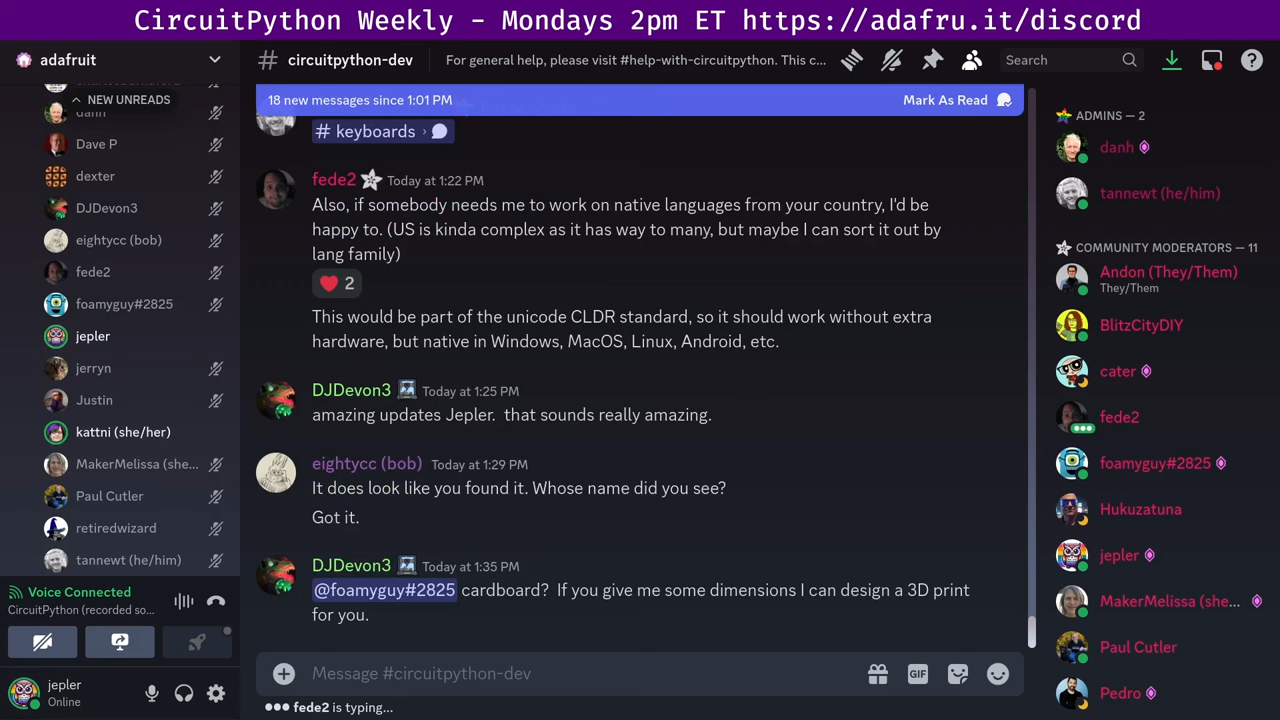 CircuitPython Weekly - Mondays 2pm ET https://adafru.it/discord
adafruit
NEW UNREADS
danh
Dave P
dexter
DJDevon3
eightycc (bob)
fede2
foamyguy#2825
jepler
jerryn
Justin
kattni (she/her)
MakerMelissa (she...
Paul Cutler
retiredwizard
tannewt (he/him)
Voice Connected
CircuitPython (recorded so...
jepler
Online
# circuitpython-dev
For general help, please visit #help-with-circuitpython. This c...
Search
18 new messages since 1:01 PM
Mark As Read
# keyboards ›
fede2 Today at 1:22 PM
Also, if somebody needs me to work on native languages from your country, I'd be
happy to. (US is kinda complex as it has way to many, but maybe I can sort it out by
lang family)
2
This would be part of the unicode CLDR standard, so it should work without extra
hardware, but native in Windows, MacOS, Linux, Android, etc.
DJDevon3 Today at 1:25 PM
amazing updates Jepler. that sounds really amazing.
eightycc (bob) Today at 1:29 PM
It does look like you found it. Whose name did you see?
Got it.
DJDevon3 Today at 1:35 PM
@foamyguy#2825 cardboard? If you give me some dimensions I can design a 3D print
for you.
Message #circuitpython-dev
GIF
fede2 is typing...
ADMINS — 2
danh
tannewt (he/him)
COMMUNITY MODERATORS — 11
Andon (They/Them)
They/Them
BlitzCityDIY
cater
fede2
foamyguy#2825
Hukuzatuna
jepler
MakerMelissa (she...
Paul Cutler
Pedro